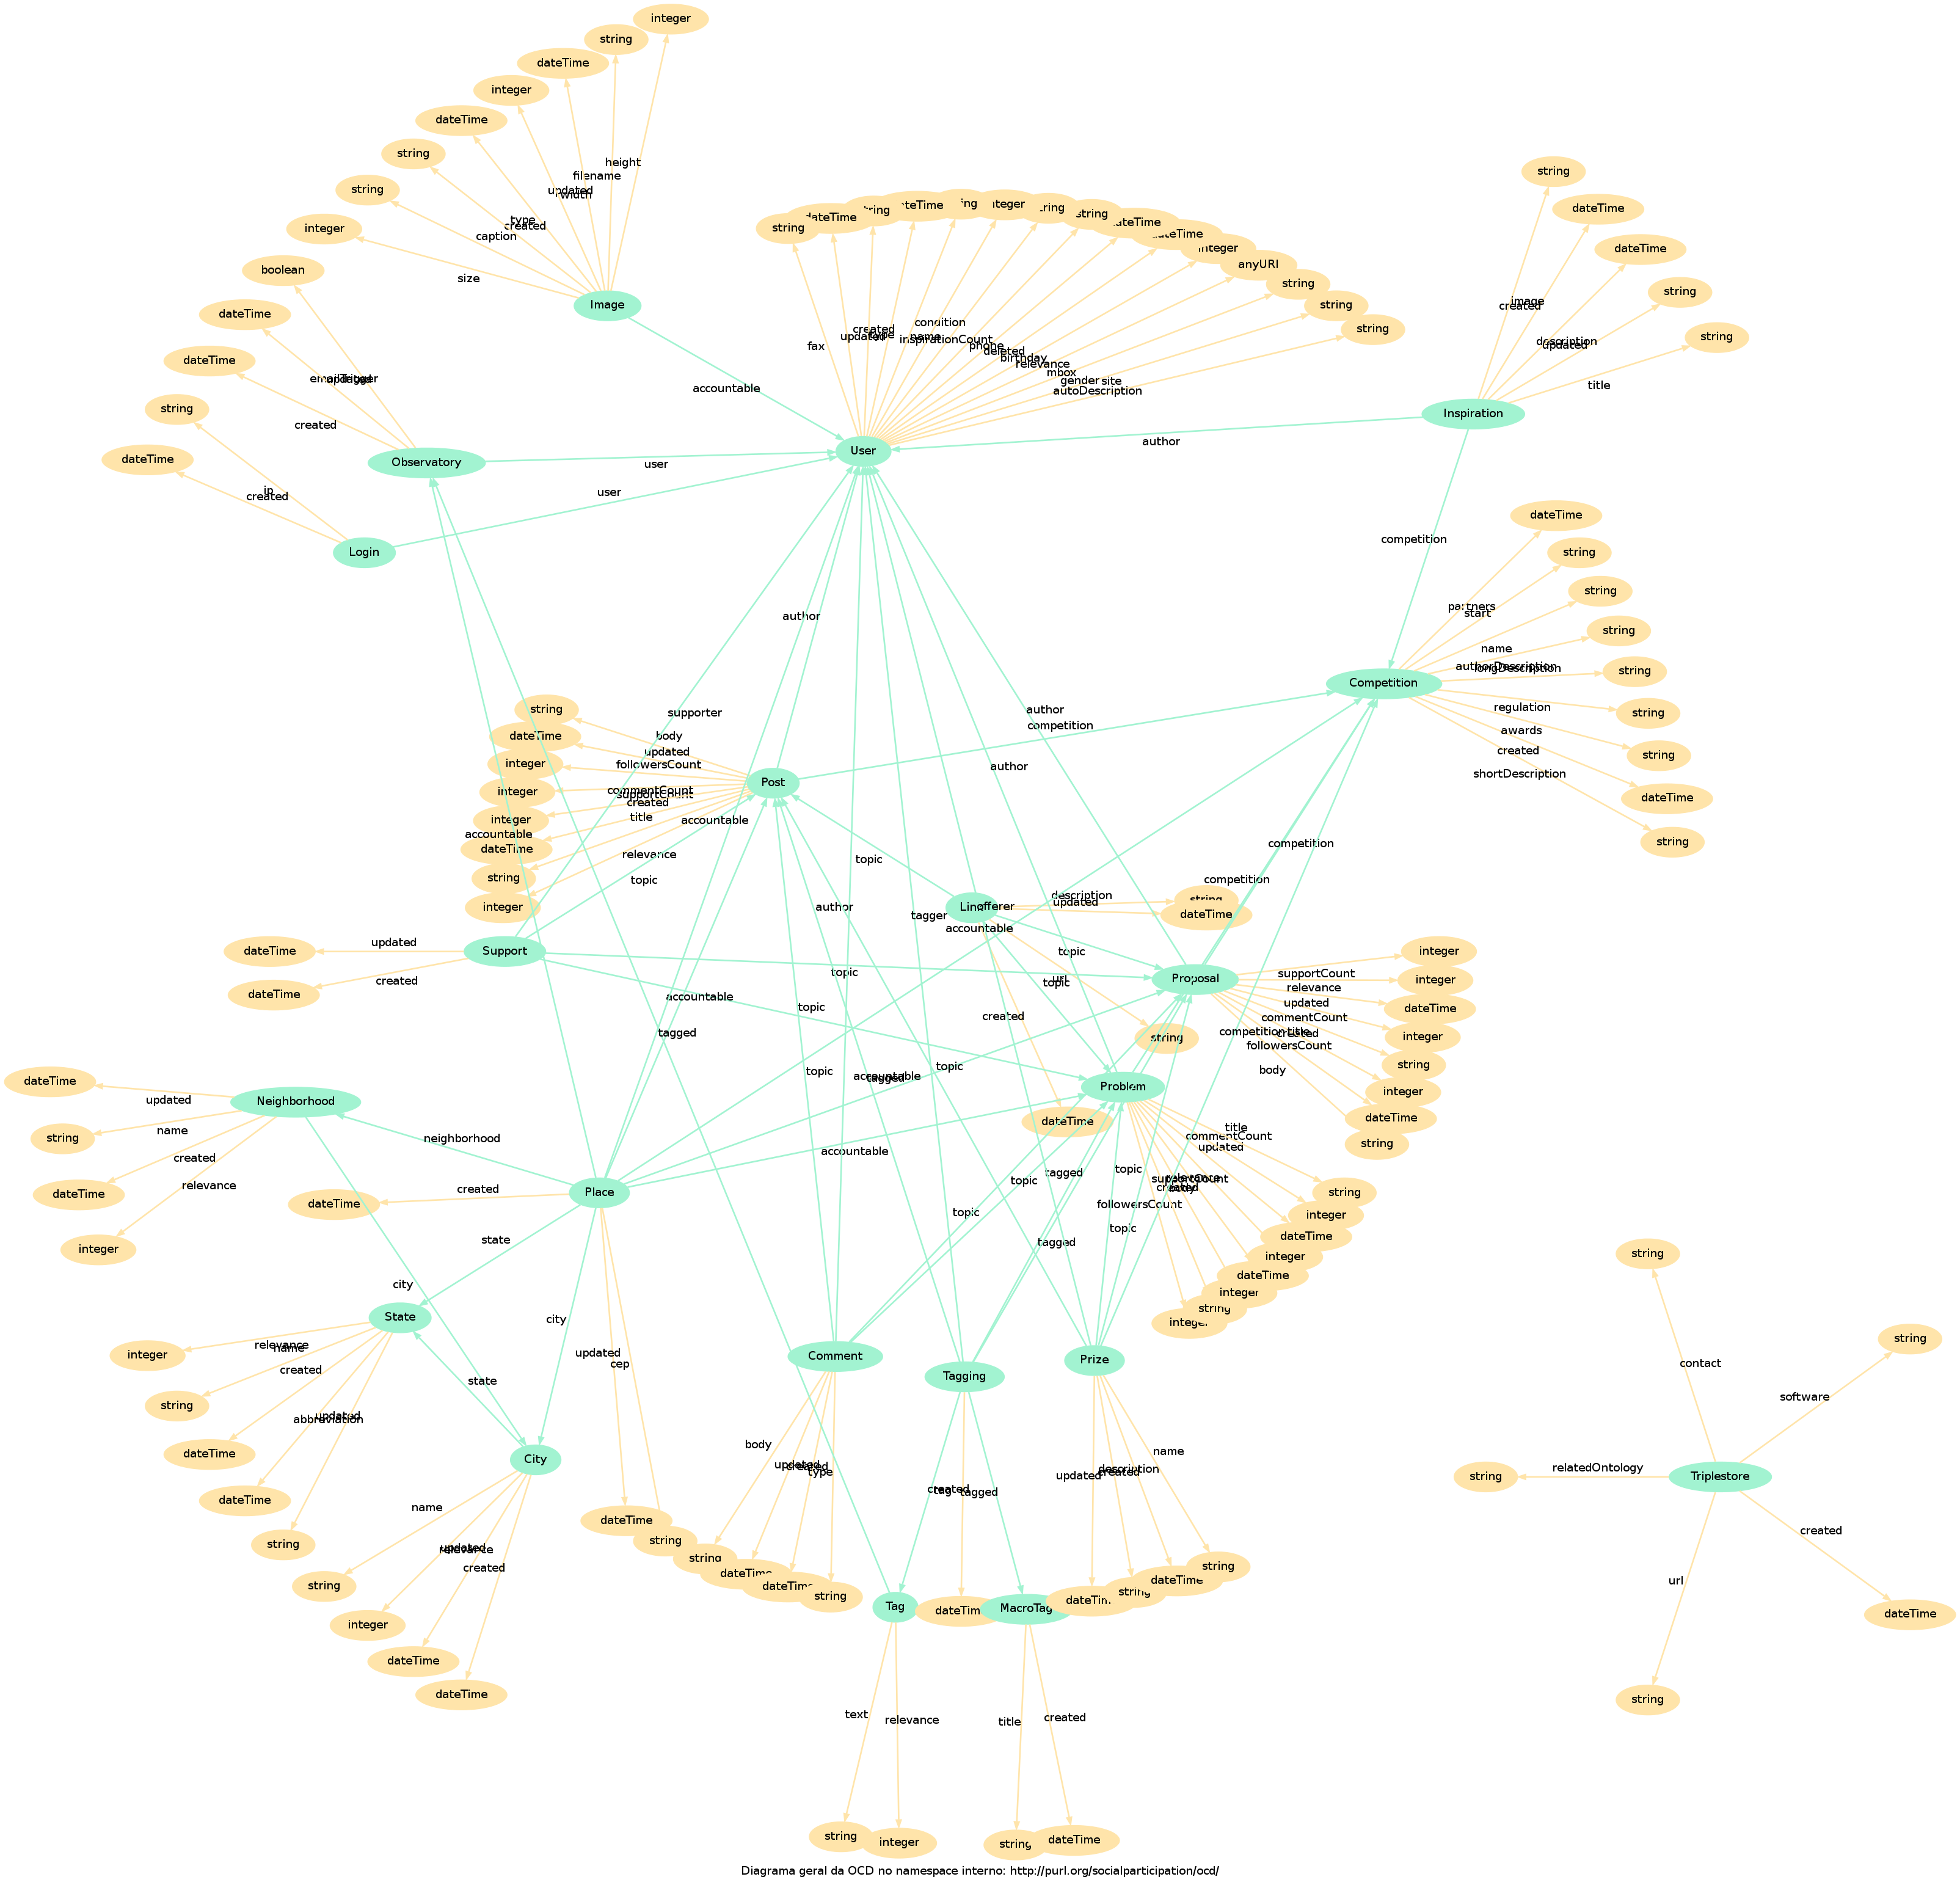 integer
string
dateTime
integer
dateTime
string
string
integer
height
filename
updated
width
type
created
caption
size
Image
accountable
boolean
dateTime
dateTime
string
dateTime
emailTrigger
updated
created
Observatory
user
ip
created
Login
user
string
dateTime
string
dateTime
string
integer
string
string
dateTime
dateTime
integer
anyURI
string
string
string
fax
updated
created
type
name
condition
inspirationCount
phone
deleted
birthday
relevance
mbox
gender
site
autoDescription
User
string
dateTime
dateTime
string
string
created
image
description
updated
title
Inspiration
author
competition
dateTime
string
string
string
string
string
string
dateTime
string
partners
start
name
authorDescription
longDescription
regulation
awards
created
shortDescription
Competition
author
supporter
author
author
competition
competition
competition
string
dateTime
integer
integer
integer
dateTime
string
integer
body
updated
followersCount
commentCount
supportCount
created
title
relevance
Post
accountable
accountable
topic
topic
author
tagger
offerer
accountable
description
updated
string
dateTime
topic
topic
url
created
string
dateTime
Support
updated
created
dateTime
dateTime
Proposal
supportCount
relevance
updated
commentCount
title
created
followersCount
body
competition
integer
integer
dateTime
integer
string
integer
dateTime
string
topic
accountable
tagged
topic
topic
accountable
tagged
topic
Problem
title
commentCount
updated
relevance
supportCount
created
body
followersCount
string
integer
dateTime
integer
dateTime
integer
string
integer
accountable
tagged
topic
topic
topic
tagged
topic
dateTime
string
dateTime
integer
updated
name
created
relevance
Neighborhood
neighborhood
city
Place
created
dateTime
state
city
updated
cep
dateTime
string
State
relevance
name
created
abbreviation
updated
integer
string
dateTime
dateTime
string
state
City
name
updated
relevance
created
string
integer
dateTime
dateTime
Comment
body
updated
created
type
string
dateTime
dateTime
string
Tagging
created
tag
tagged
dateTime
Prize
updated
created
description
name
dateTime
string
dateTime
string
Tag
text
relevance
string
integer
MacroTag
title
created
string
dateTime
string
contact
software
string
string
relatedOntology
Triplestore
created
dateTime
url
string
Diagrama geral da OCD no namespace interno: http://purl.org/socialparticipation/ocd/